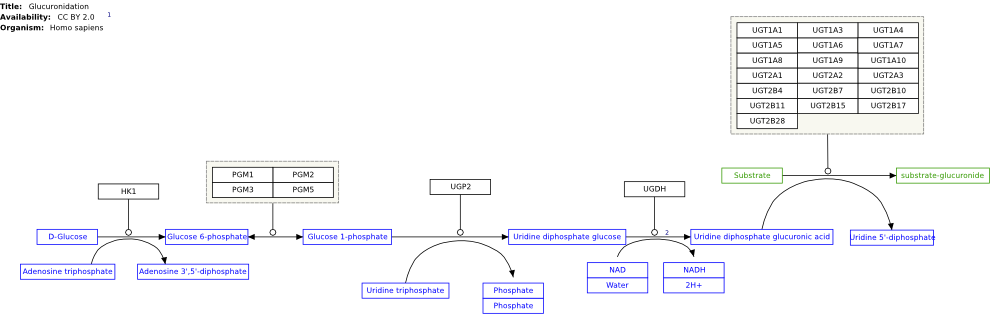 Title: Glucuronidation
Availability: CC BY 2.0 1
Organism: Homo sapiens
UGT1A1 UGT1A3 UGT1A4
UGT1A5 UGT1A6 UGT1A7
UGT1A8 UGT1A9 UGT1A10
UGT2A1 UGT2A2 UGT2A3
UGT2B4 UGT2B7 UGT2B10
UGT2B11 UGT2B15 UGT2B17
UGT2B28
Substrate substrate-glucuronide
HK1
PGM1 PGM2
PGM3 PGM5
UGP2
UGDH
D-Glucose Glucose 6-phosphate Glucose 1-phosphate Uridine diphosphate glucose 2 Uridine diphosphate glucuronic acid Uridine 5'-diphosphate
Adenosine triphosphate Adenosine 3',5'-diphosphate
Uridine triphosphate
Phosphate
Phosphate
NAD NADH
Water 2H+